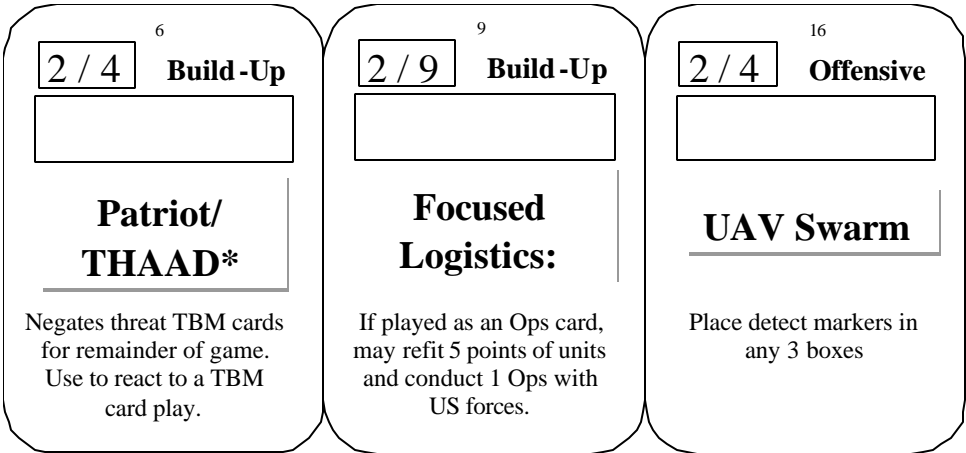 6
2 / 4 Build-Up
Patriot/
THAAD*
Negates threat TBM cards
for remainder of game.
Use to react to a TBM
card play.
9
2 / 9 Build-Up
Focused
Logistics:
If played as an Ops card,
may refit 5 points of units
and conduct 1 Ops with
US forces.
16
2 / 4 Offensive
UAV Swarm
Place detect markers in
any 3 boxes